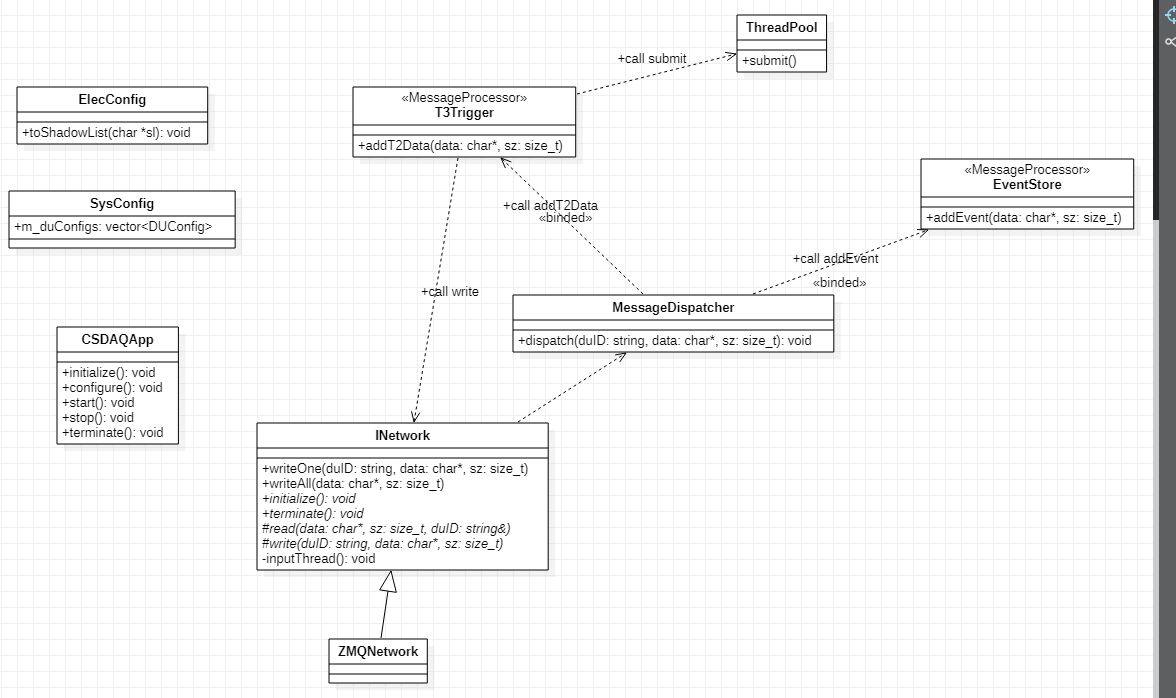 ThreadPool
+submit()
+call submit
ElecConfig
+toShadowList(char *sl): void
«MessageProcessor»
T3Trigger
+addT2Data(data: char*, sz: size_t)
«MessageProcessor»
EventStore
+addEvent(data: char*, sz: size_t)
SysConfig
+m_duConfigs: vector<DUConfig>
+call addT2Data
«binded»
+call addEvent
«binded»
+call write
MessageDispatcher
+dispatch(duID: string, data: char*, sz: size_t): void
CSDAQApp
+initialize(): void
+configure(): void
+start(): void
+stop(): void
+terminate(): void
INetwork
+writeOne(duID: string, data: char*, sz: size_t)
+writeAll(data: char*, sz: size_t)
+initialize(): void
+terminate(): void
#read(data: char*, sz: size_t, duID: string&)
#write(duID: string, data: char*, sz: size_t)
-inputThread(): void
ZMQNetwork